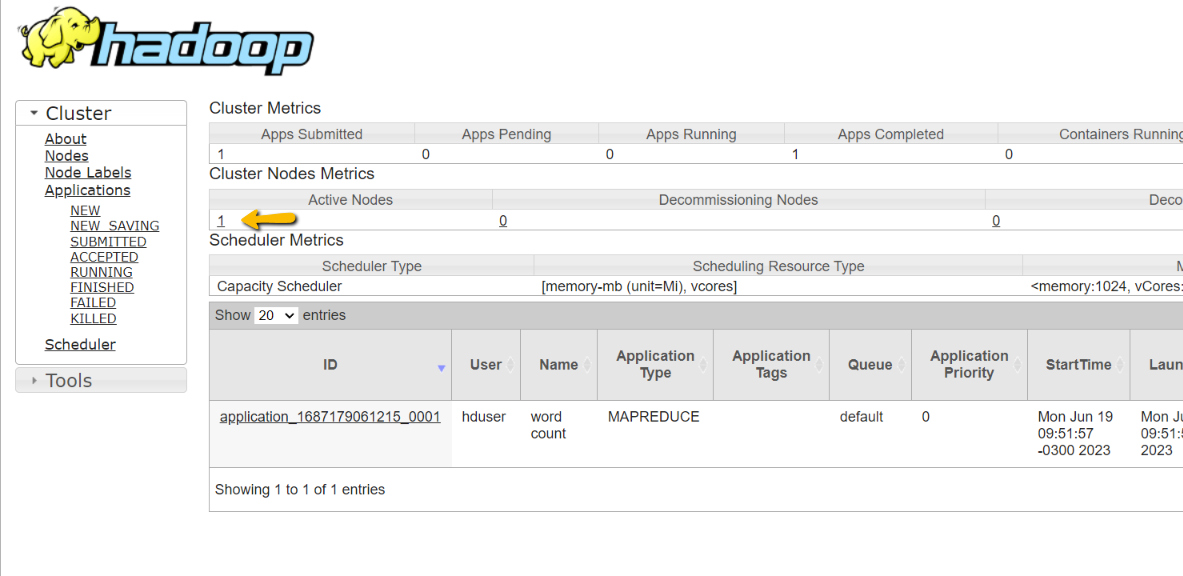 hadoop
Cluster
About
Nodes
Node Labels
Applications
NEW
NEW_SAVING
SUBMITTED
ACCEPTED
RUNNING
FINISHED
FAILED
KILLED
Scheduler
Tools
Cluster Metrics
Apps Submitted Apps Pending Apps Running Apps Completed Containers Running
1 0 0 1 0
Cluster Nodes Metrics
Active Nodes Decommissioning Nodes Deco
1 0 0
Scheduler Metrics
Scheduler Type Scheduling Resource Type M
Capacity Scheduler [memory-mb (unit=Mi), vcores] <memory:1024, vCores:
Show 20 entries
ID User Name Application Type Application Tags Queue Application Priority StartTime Laun
application_1687179061215_0001 hduser word MAPREDUCE default 0 Mon Jun 19 Mon Ju
count 09:51:57 09:51:5
-0300 2023 2023
Showing 1 to 1 of 1 entries